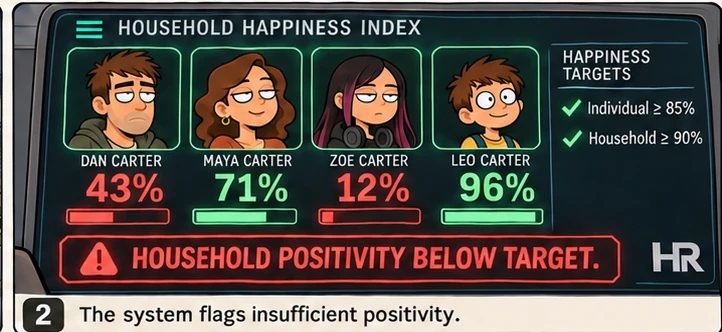 HOUSEHOLD HAPPINESS INDEX
DAN CARTER
43%
MAYA CARTER
71%
ZOE CARTER
12%
LEO CARTER
96%
HAPPINESS
TARGETS
Individual ≥ 85%
Household ≥ 90%
HOUSEHOLD POSITIVITY BELOW TARGET.
HR
2 The system flags insufficient positivity.